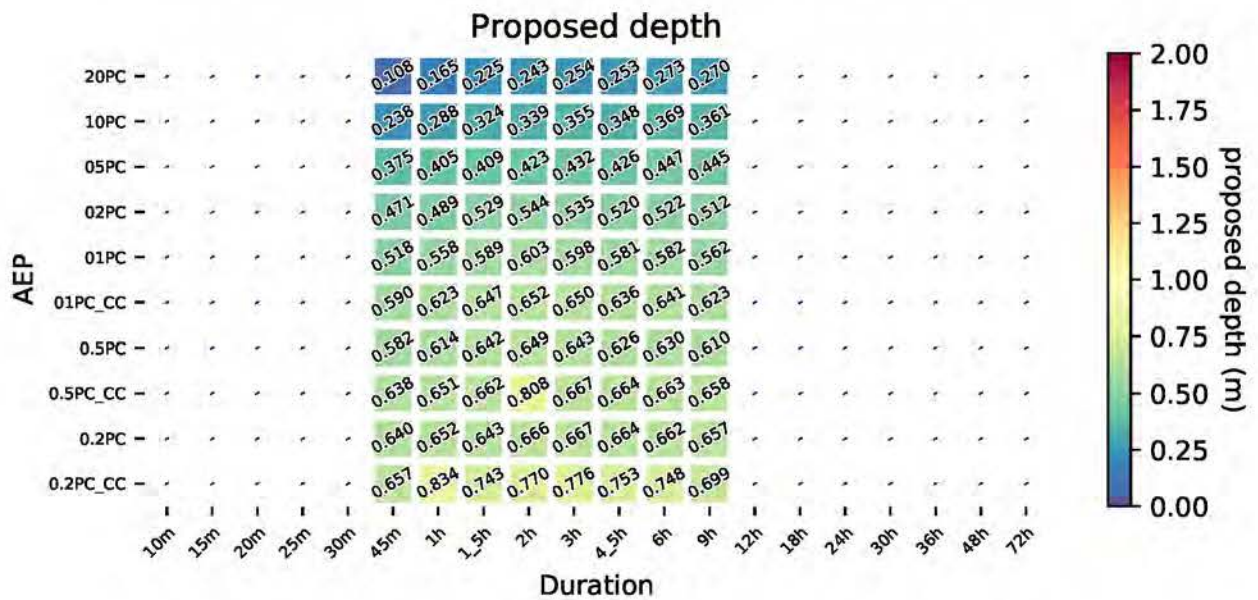 Proposed depth
20PC 0.108 0.165 0.225 0.243 0.254 0.253 0.273 0.270
10PC 0.238 0.288 0.324 0.339 0.355 0.348 0.369 0.361
05PC 0.375 0.405 0.409 0.423 0.432 0.426 0.447 0.445
02PC 0.471 0.489 0.529 0.544 0.535 0.520 0.522 0.512
01PC 0.518 0.558 0.589 0.603 0.598 0.581 0.582 0.562
01PC_CC 0.590 0.623 0.647 0.652 0.650 0.636 0.641 0.623
0.5PC 0.582 0.614 0.642 0.649 0.643 0.626 0.630 0.610
0.5PC_CC 0.638 0.651 0.662 0.808 0.667 0.664 0.663 0.658
0.2PC 0.640 0.652 0.643 0.666 0.667 0.664 0.662 0.657
0.2PC_CC 0.657 0.834 0.743 0.770 0.776 0.753 0.748 0.699
AEP
10m 15m 20m 25m 30m 45m 1h 1_5h 2h 3h 4_5h 6h 9h 12h 18h 24h 30h 36h 48h 72h
Duration
2.00
1.75
1.50
1.25
1.00
0.75
0.50
0.25
0.00
proposed depth (m)